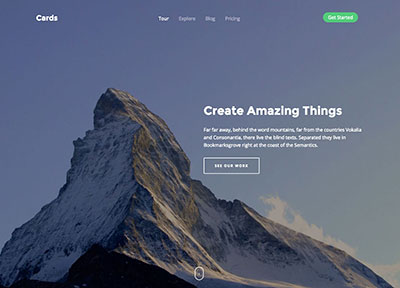 Cards
Tour Explore Blog Pricing
Get Started
Create Amazing Things
Far far away, behind the word mountains, far from the countries Vokalia
and Consonantia, there live the blind texts. Separated they live in
Bookmarksgrove right at the coast of the Semantics.
SEE OUR WORK